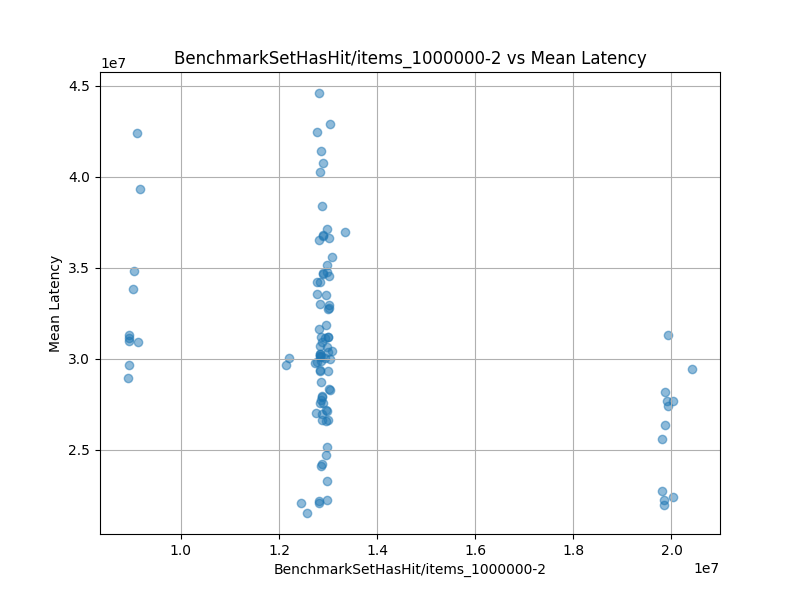 BenchmarkSetHasHit/items_1000000-2 vs Mean Latency
1e7
4.5
4.0
3.5
3.0
2.5
Mean Latency
1.0 1.2 1.4 1.6 1.8 2.0
BenchmarkSetHasHit/items_1000000-2
1e7